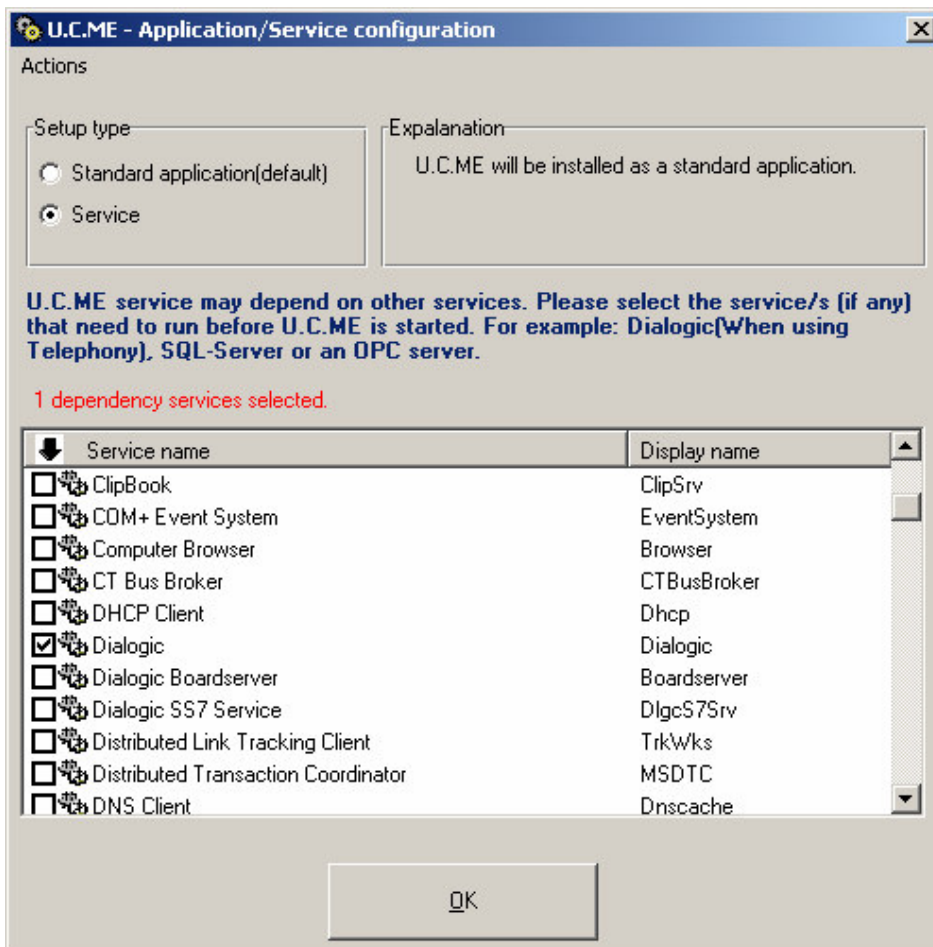 U.C.ME - Application/Service configuration
Actions
Setup type
Standard application(default)
Service
Expalanation
U.C.ME will be installed as a standard application.
U.C.ME service may depend on other services. Please select the service/s (if any)
that need to run before U.C.ME is started. For example: Dialogic(When using
Telephony), SQL-Server or an OPC server.
1 dependency services selected.
Service name Display name
ClipBook ClipSrv
COM+ Event System EventSystem
Computer Browser Browser
CT Bus Broker CTBusBroker
DHCP Client Dhcp
Dialogic Dialogic
Dialogic Boardserver Boardserver
Dialogic SS7 Service DlgcS7Srv
Distributed Link Tracking Client TrkWks
Distributed Transaction Coordinator MSDTC
DNS Client Dnscache
OK